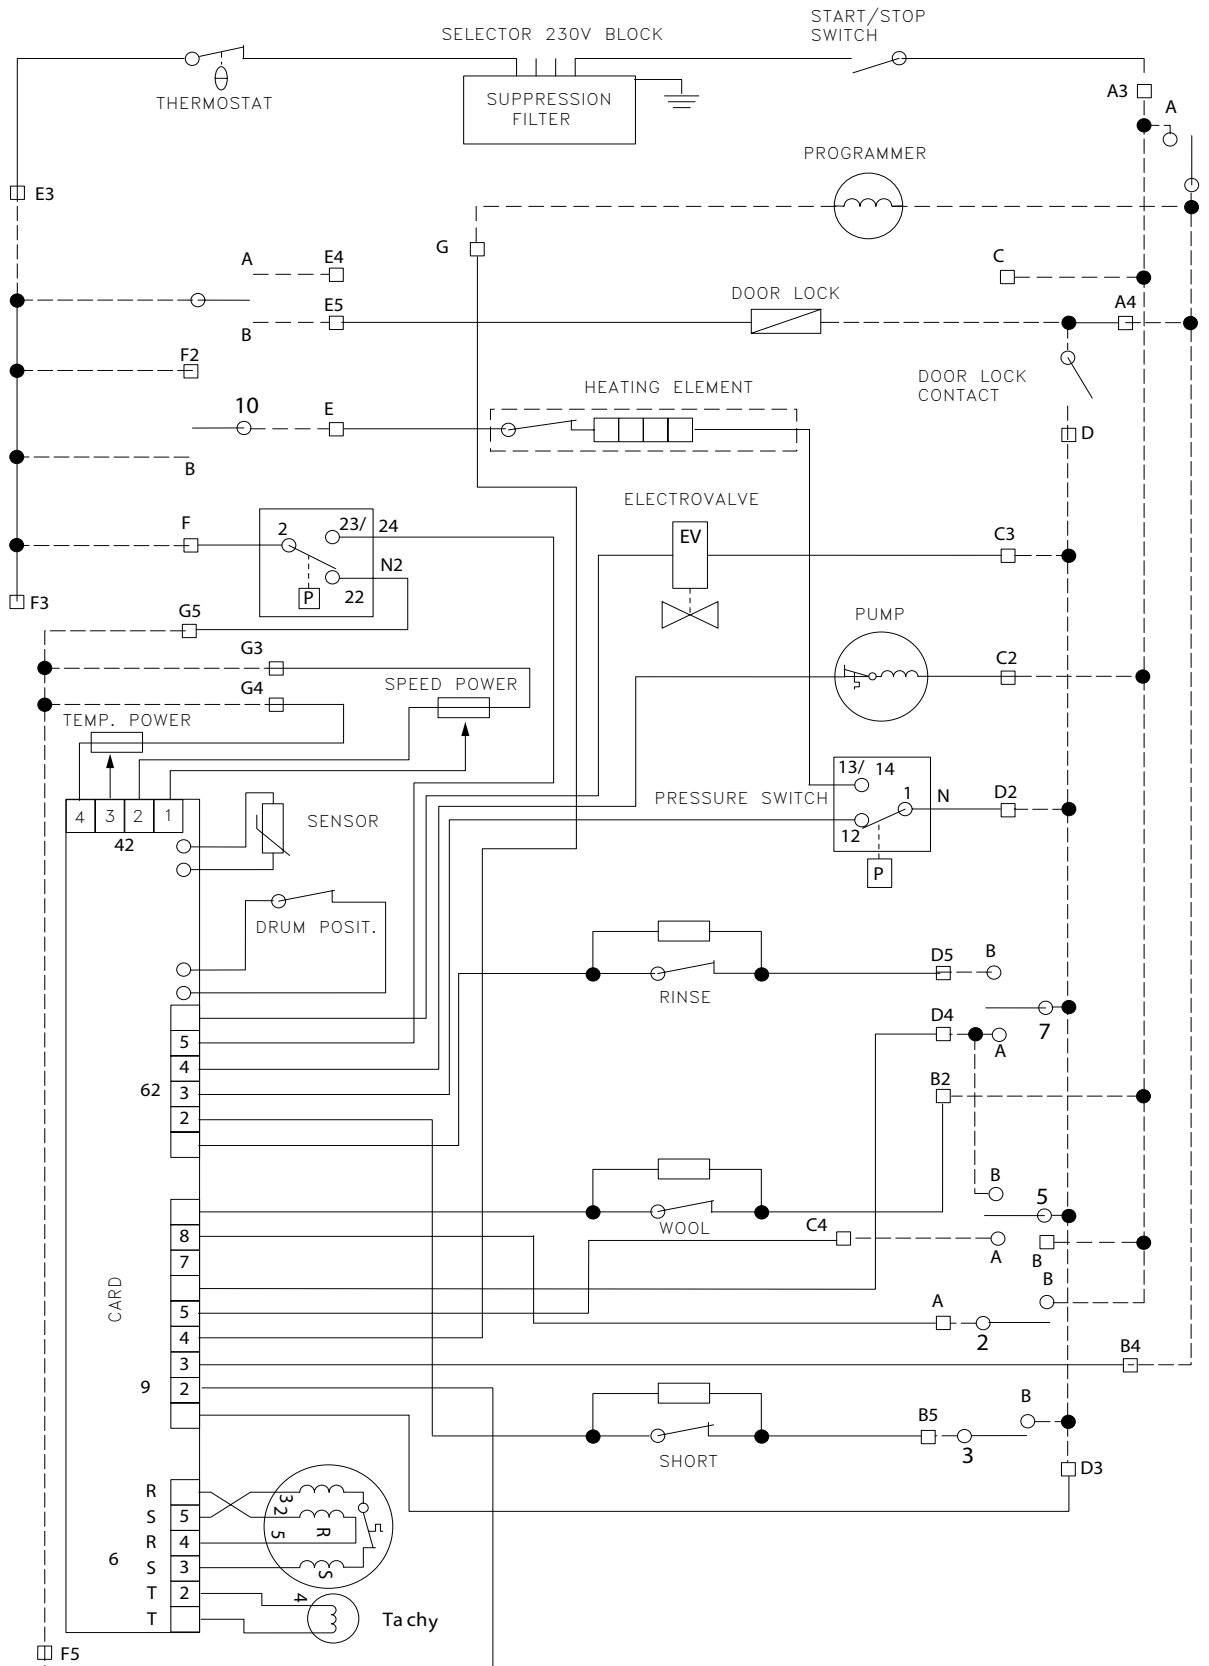 START/STOP
SWITCH
SELECTOR 230V BLOCK
THERMOSTAT
SUPPRESSION
FILTER
A3
A
PROGRAMMER
E3
G
A
E4
C
DOOR LOCK
E5
A4
B
F2
DOOR LOCK
CONTACT
HEATING ELEMENT
10
E
D
B
ELECTROVALVE
F
2
23/
24
EV
C3
N2
P
22
F3
G5
PUMP
G3
C2
SPEED POWER
G4
TEMP. POWER
13/
14
PRESSURE SWITCH
1
N
D2
12
4
3
2
1
SENSOR
42
P
DRUM POSIT.
D5
B
RINSE
D4
7
5
A
4
B2
62
3
2
B
5
WOOL
C4
8
A
B
7
B
CARD
5
A
4
2
3
B4
9
2
B
B5
3
SHORT
D3
R
3
2
S
5
5
R
R
4
6
S
3
S
T
2
4
T
Tachy
F5